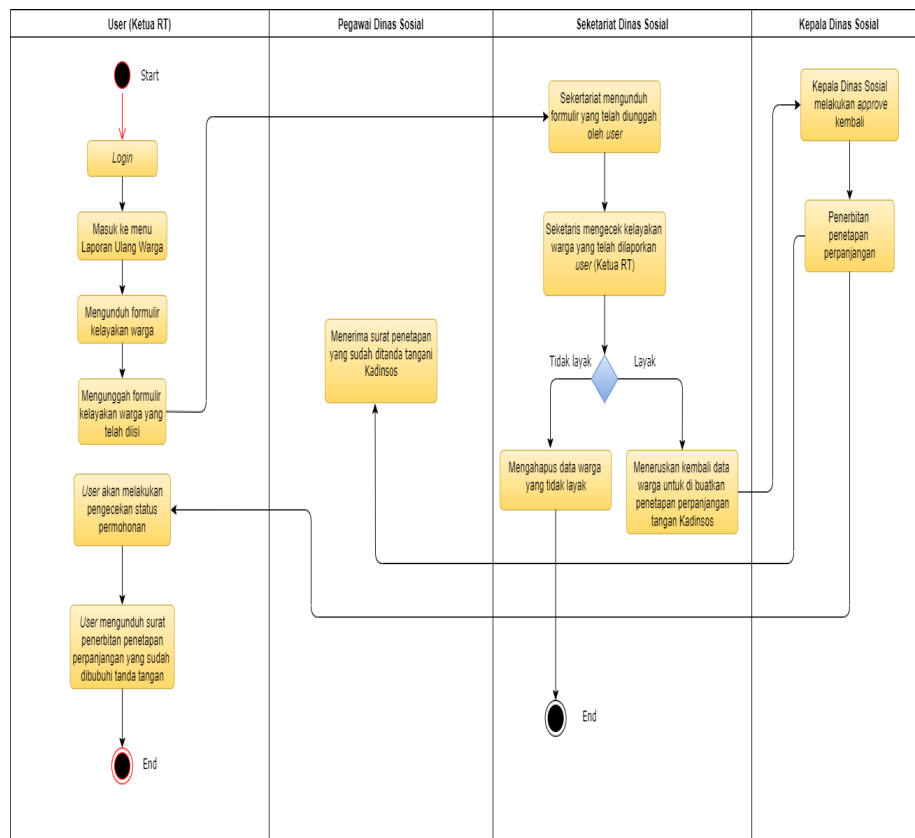 User (Ketua RT)
Pegawai Dinas Sosial
Seketariat Dinas Sosial
Kepala Dinas Sosial
Start
Login
Masuk ke menu
Laporan Ulang Warga
Mengunduh formulir
kelayakan warga
Mengunggah formulir
kelayakan warga yang
telah diisi
User akan melakukan
pengecekan status
permohonan
User mengunduh surat
penerbitan penetapan
perpanjangan yang sudah
dibubuhi tanda tangan
End
Menerima surat penetapan
yang sudah ditanda tangani
Kadinsos
Sekertariat mengunduh
formulir yang telah diunggah
oleh user
Seketaris mengecek kelayakan
warga yang telah dilaporkan
user (Ketua RT)
Tidak layak
Layak
Mengahapus data warga
yang tidak layak
Meneruskan kembali data
warga untuk di buatkan
penetapan perpanjangan
tangan Kadinsos
End
Kepala Dinas Sosial
melakukan approve
kembali
Penerbitan
penetapan
perpanjangan